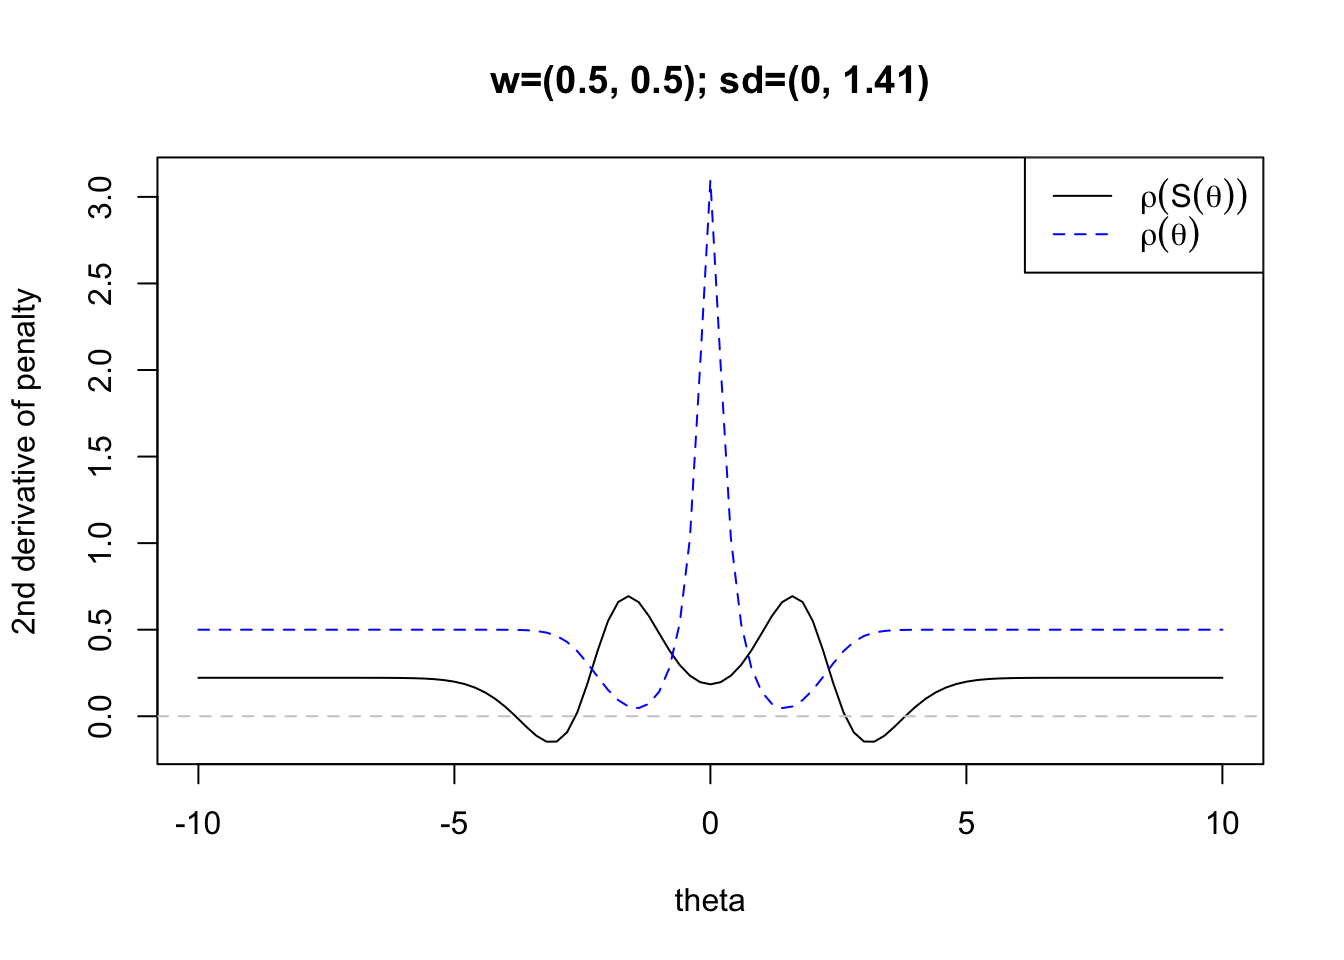 w=(0.5, 0.5); sd=(0, 1.41)
ρ(S(θ))
ρ(θ)
2nd derivative of penalty
3.0
2.5
2.0
1.5
1.0
0.5
0.0
-10
-5
0
5
10
theta